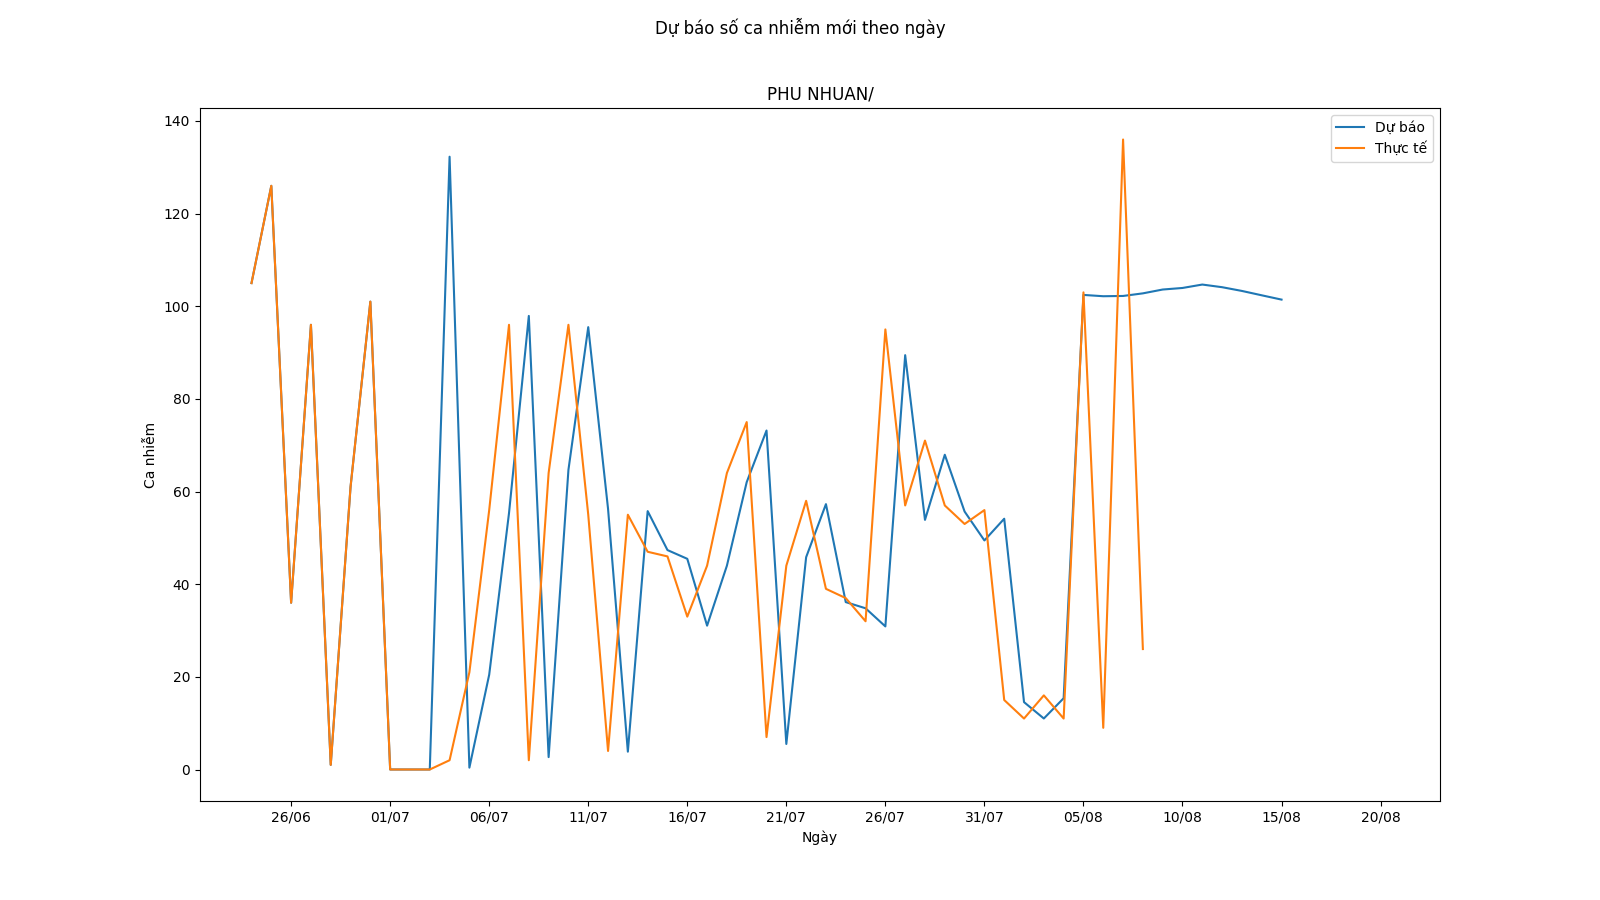 Dự báo số ca nhiễm mới theo ngày
PHU NHUAN/
Dự báo
Thực tế
140
120
100
80
60
40
20
0
Ca nhiễm
26/06 01/07 06/07 11/07 16/07 21/07 26/07 31/07 05/08 10/08 15/08 20/08
Ngày